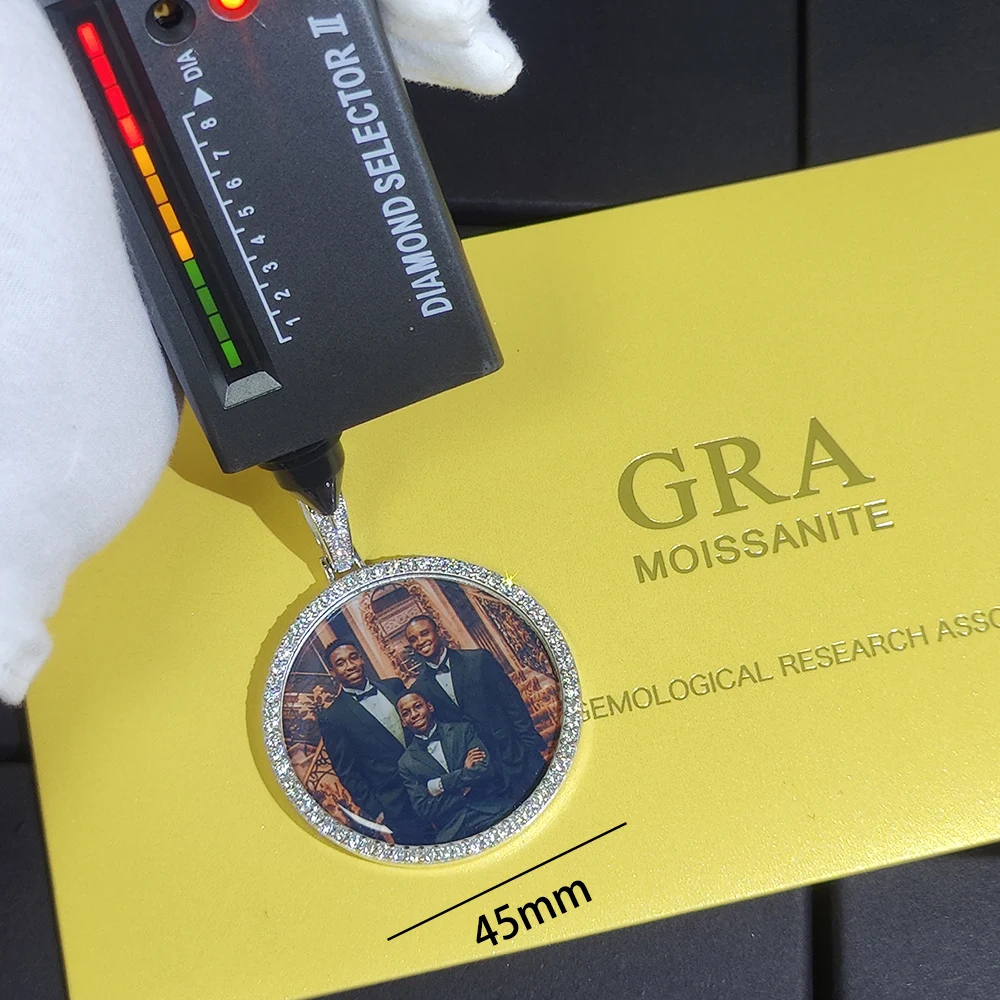 DIAMOND SELECTOR II
1 2 3 4 5 6 7 8 ▶ DIA
GRA
MOISSANITE
GEMOLOGICAL RESEARCH ASSO
45mm